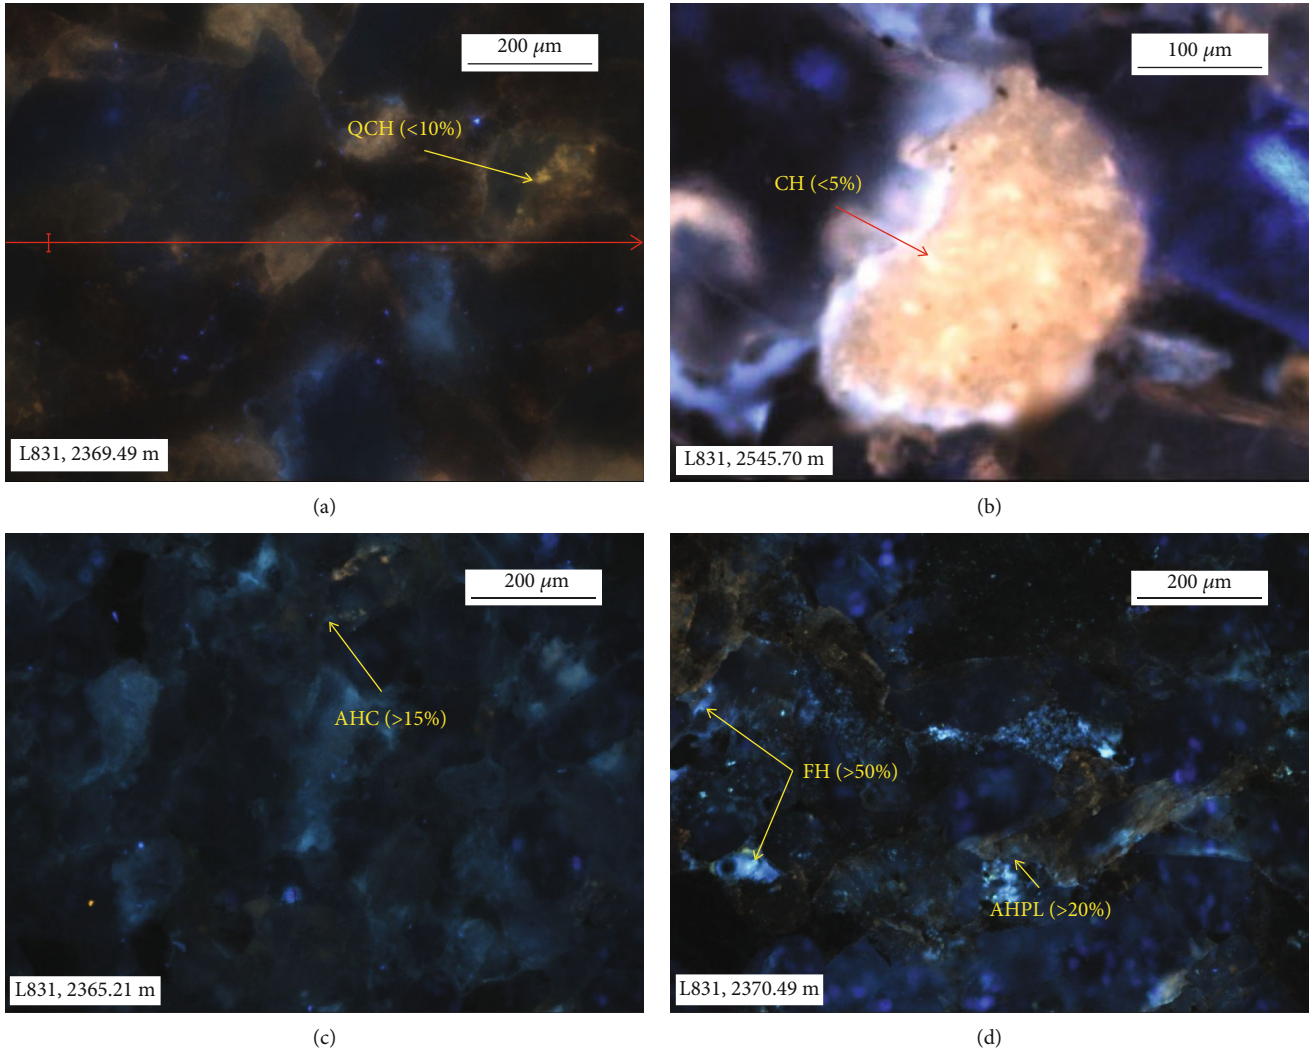 200 μm
QCH (<10%)
L831, 2369.49 m
(a)
100 μm
CH (<5%)
L831, 2545.70 m
(b)
200 μm
AHC (>15%)
L831, 2365.21 m
(c)
200 μm
FH (>50%)
AHPL (>20%)
L831, 2370.49 m
(d)